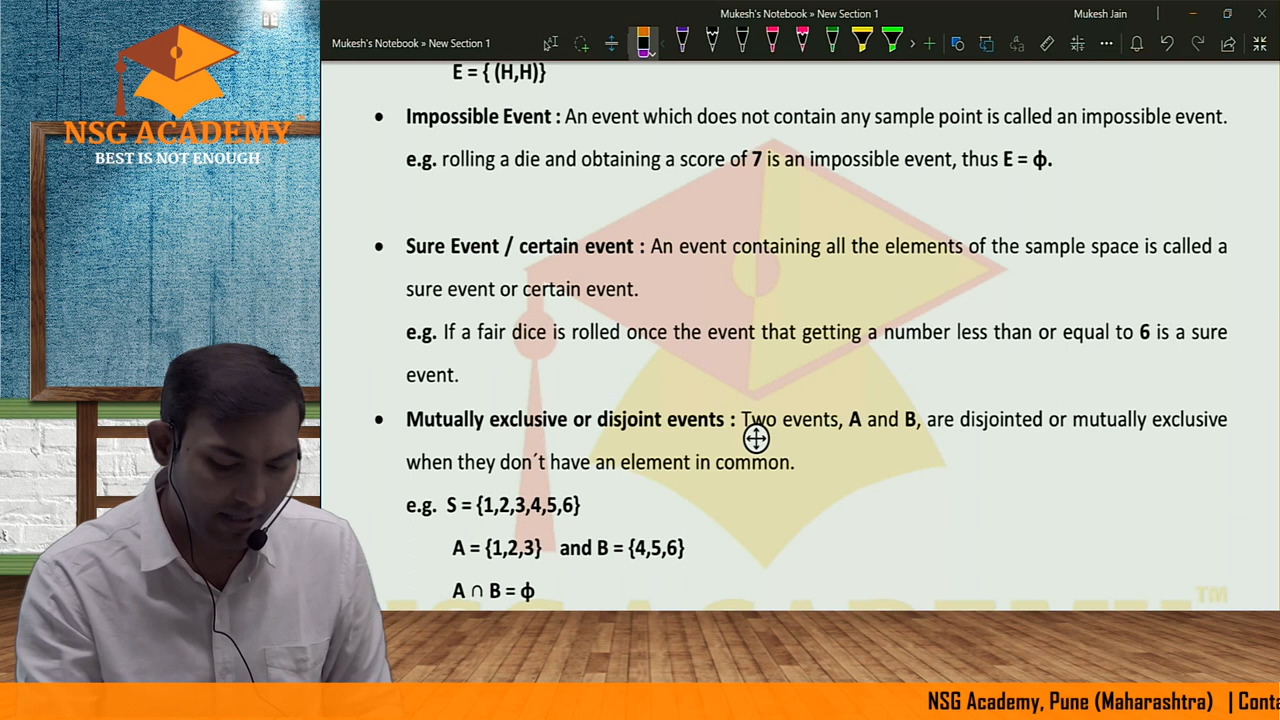 Mukesh's Notebook » New Section 1
Mukesh Jain
Mukesh's Notebook » New Section 1
NSG ACADEMY
BEST IS NOT ENOUGH
E = { (H,H)}
• Impossible Event : An event which does not contain any sample point is called an impossible event.
e.g. rolling a die and obtaining a score of 7 is an impossible event, thus E = ϕ.
• Sure Event / certain event : An event containing all the elements of the sample space is called a
sure event or certain event.
e.g. If a fair dice is rolled once the event that getting a number less than or equal to 6 is a sure
event.
• Mutually exclusive or disjoint events : Two events, A and B, are disjointed or mutually exclusive
when they don´t have an element in common.
e.g. S = {1,2,3,4,5,6}
A = {1,2,3} and B = {4,5,6}
A ∩ B = ϕ
TM
NSG Academy, Pune (Maharashtra) | Conta